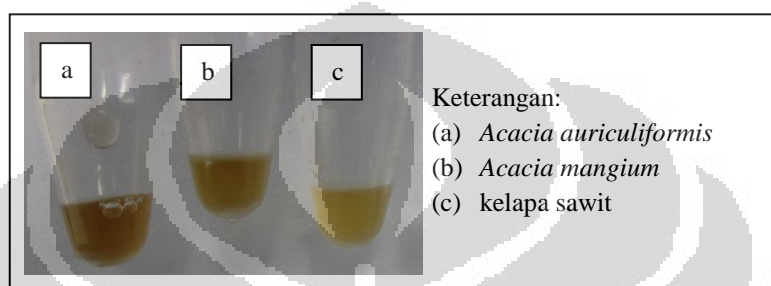 a
b
c
Keterangan:
(a) Acacia auriculiformis
(b) Acacia mangium
(c) kelapa sawit